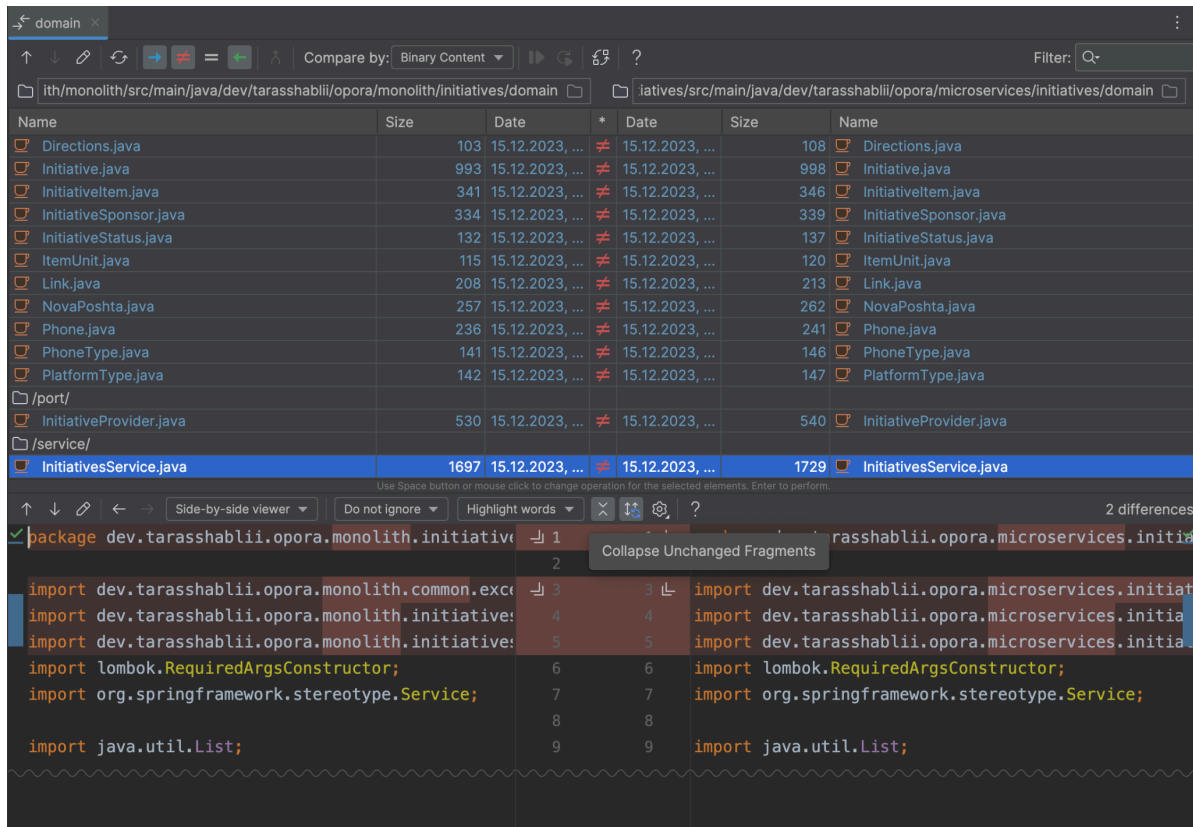 domain
Compare by: Binary Content Filter:
ith/monolith/src/main/java/dev/tarasshablii/opora/monolith/initiatives/domain :iatives/src/main/java/dev/tarasshablii/opora/microservices/initiatives/domain
Name Size Date * Date Size Name
Directions.java 103 15.12.2023, ... ≠ 15.12.2023, ... 108 Directions.java
Initiative.java 993 15.12.2023, ... ≠ 15.12.2023, ... 998 Initiative.java
InitiativeItem.java 341 15.12.2023, ... ≠ 15.12.2023, ... 346 InitiativeItem.java
InitiativeSponsor.java 334 15.12.2023, ... ≠ 15.12.2023, ... 339 InitiativeSponsor.java
InitiativeStatus.java 132 15.12.2023, ... ≠ 15.12.2023, ... 137 InitiativeStatus.java
ItemUnit.java 115 15.12.2023, ... ≠ 15.12.2023, ... 120 ItemUnit.java
Link.java 208 15.12.2023, ... ≠ 15.12.2023, ... 213 Link.java
NovaPoshta.java 257 15.12.2023, ... ≠ 15.12.2023, ... 262 NovaPoshta.java
Phone.java 236 15.12.2023, ... ≠ 15.12.2023, ... 241 Phone.java
PhoneType.java 141 15.12.2023, ... ≠ 15.12.2023, ... 146 PhoneType.java
PlatformType.java 142 15.12.2023, ... ≠ 15.12.2023, ... 147 PlatformType.java
/port/
InitiativeProvider.java 530 15.12.2023, ... ≠ 15.12.2023, ... 540 InitiativeProvider.java
/service/
InitiativesService.java 1697 15.12.2023, ... ≠ 15.12.2023, ... 1729 InitiativesService.java
Use Space button or mouse click to change operation for the selected elements. Enter to perform.
Side-by-side viewer Do not ignore Highlight words ? 2 differences
package dev.tarasshablii.opora.monolith.initiative 1 rasshablii.opora.microservices.initia
2 Collapse Unchanged Fragments
import dev.tarasshablii.opora.monolith.common.exce 3 3 import dev.tarasshablii.opora.microservices.initiat
import dev.tarasshablii.opora.monolith.initiatives 4 4 import dev.tarasshablii.opora.microservices.initia
import dev.tarasshablii.opora.monolith.initiatives 5 5 import dev.tarasshablii.opora.microservices.initia
import lombok.RequiredArgsConstructor; 6 6 import lombok.RequiredArgsConstructor;
import org.springframework.stereotype.Service; 7 7 import org.springframework.stereotype.Service;
8 8
import java.util.List; 9 9 import java.util.List;